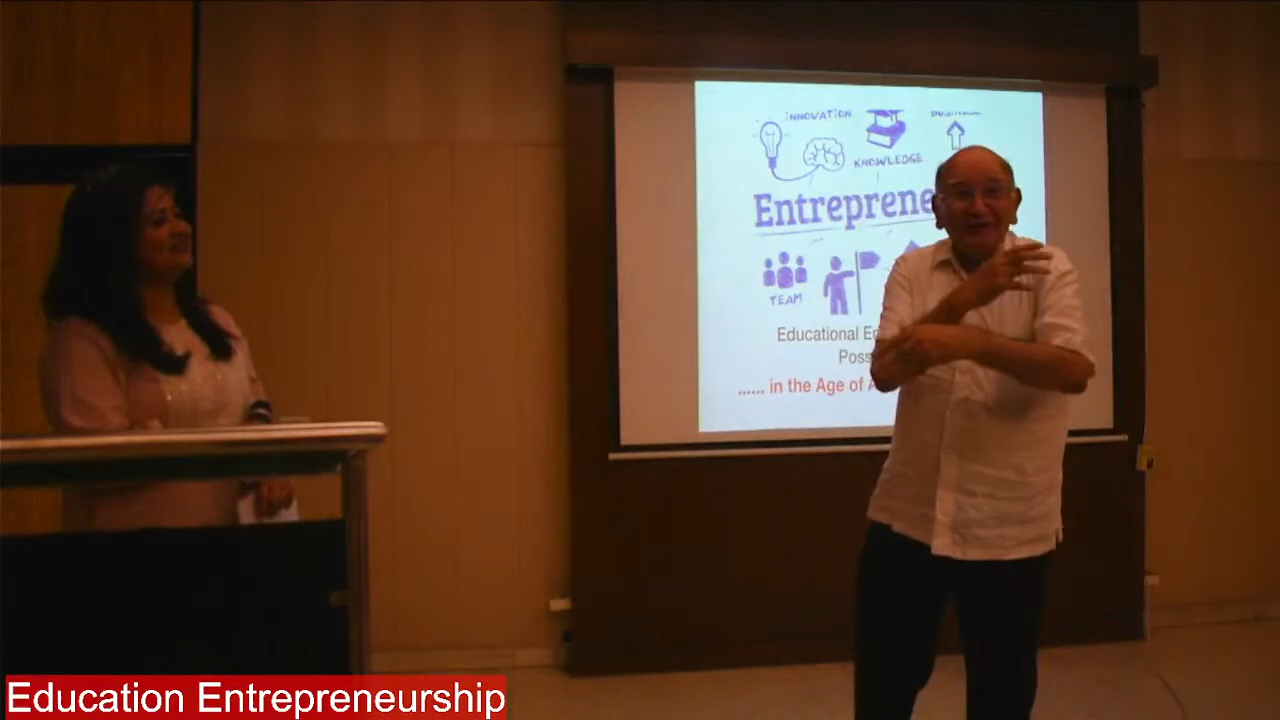 INNOVATION
KNOWLEDGE
Entreprene
TEAM
Educational
Poss
...... in the Age of A
Education Entrepreneurship